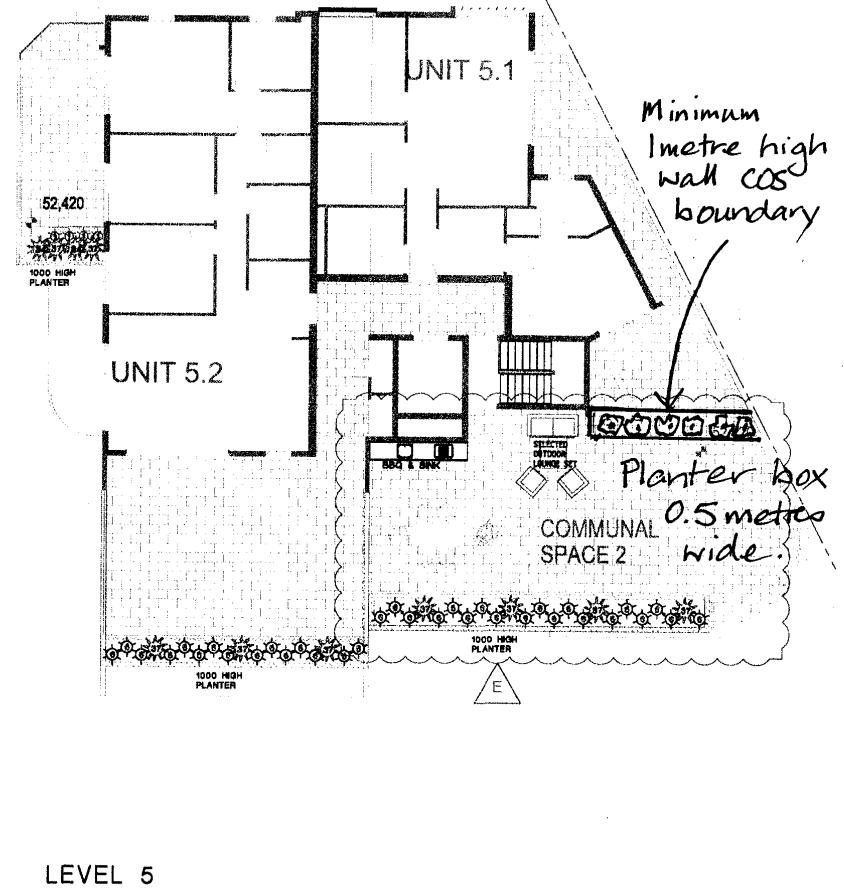 UNIT 5.1
Minimum
1metre high
wall COS
boundary
52,420
1000 HIGH
PLANTER
UNIT 5.2
SELECTED
OUTDOOR
LOUNGE SET
BBQ & SINK
Planter box
0.5 metres
wide.
COMMUNAL
SPACE 2
1000 HIGH
PLANTER
1000 HIGH
PLANTER
E
LEVEL 5